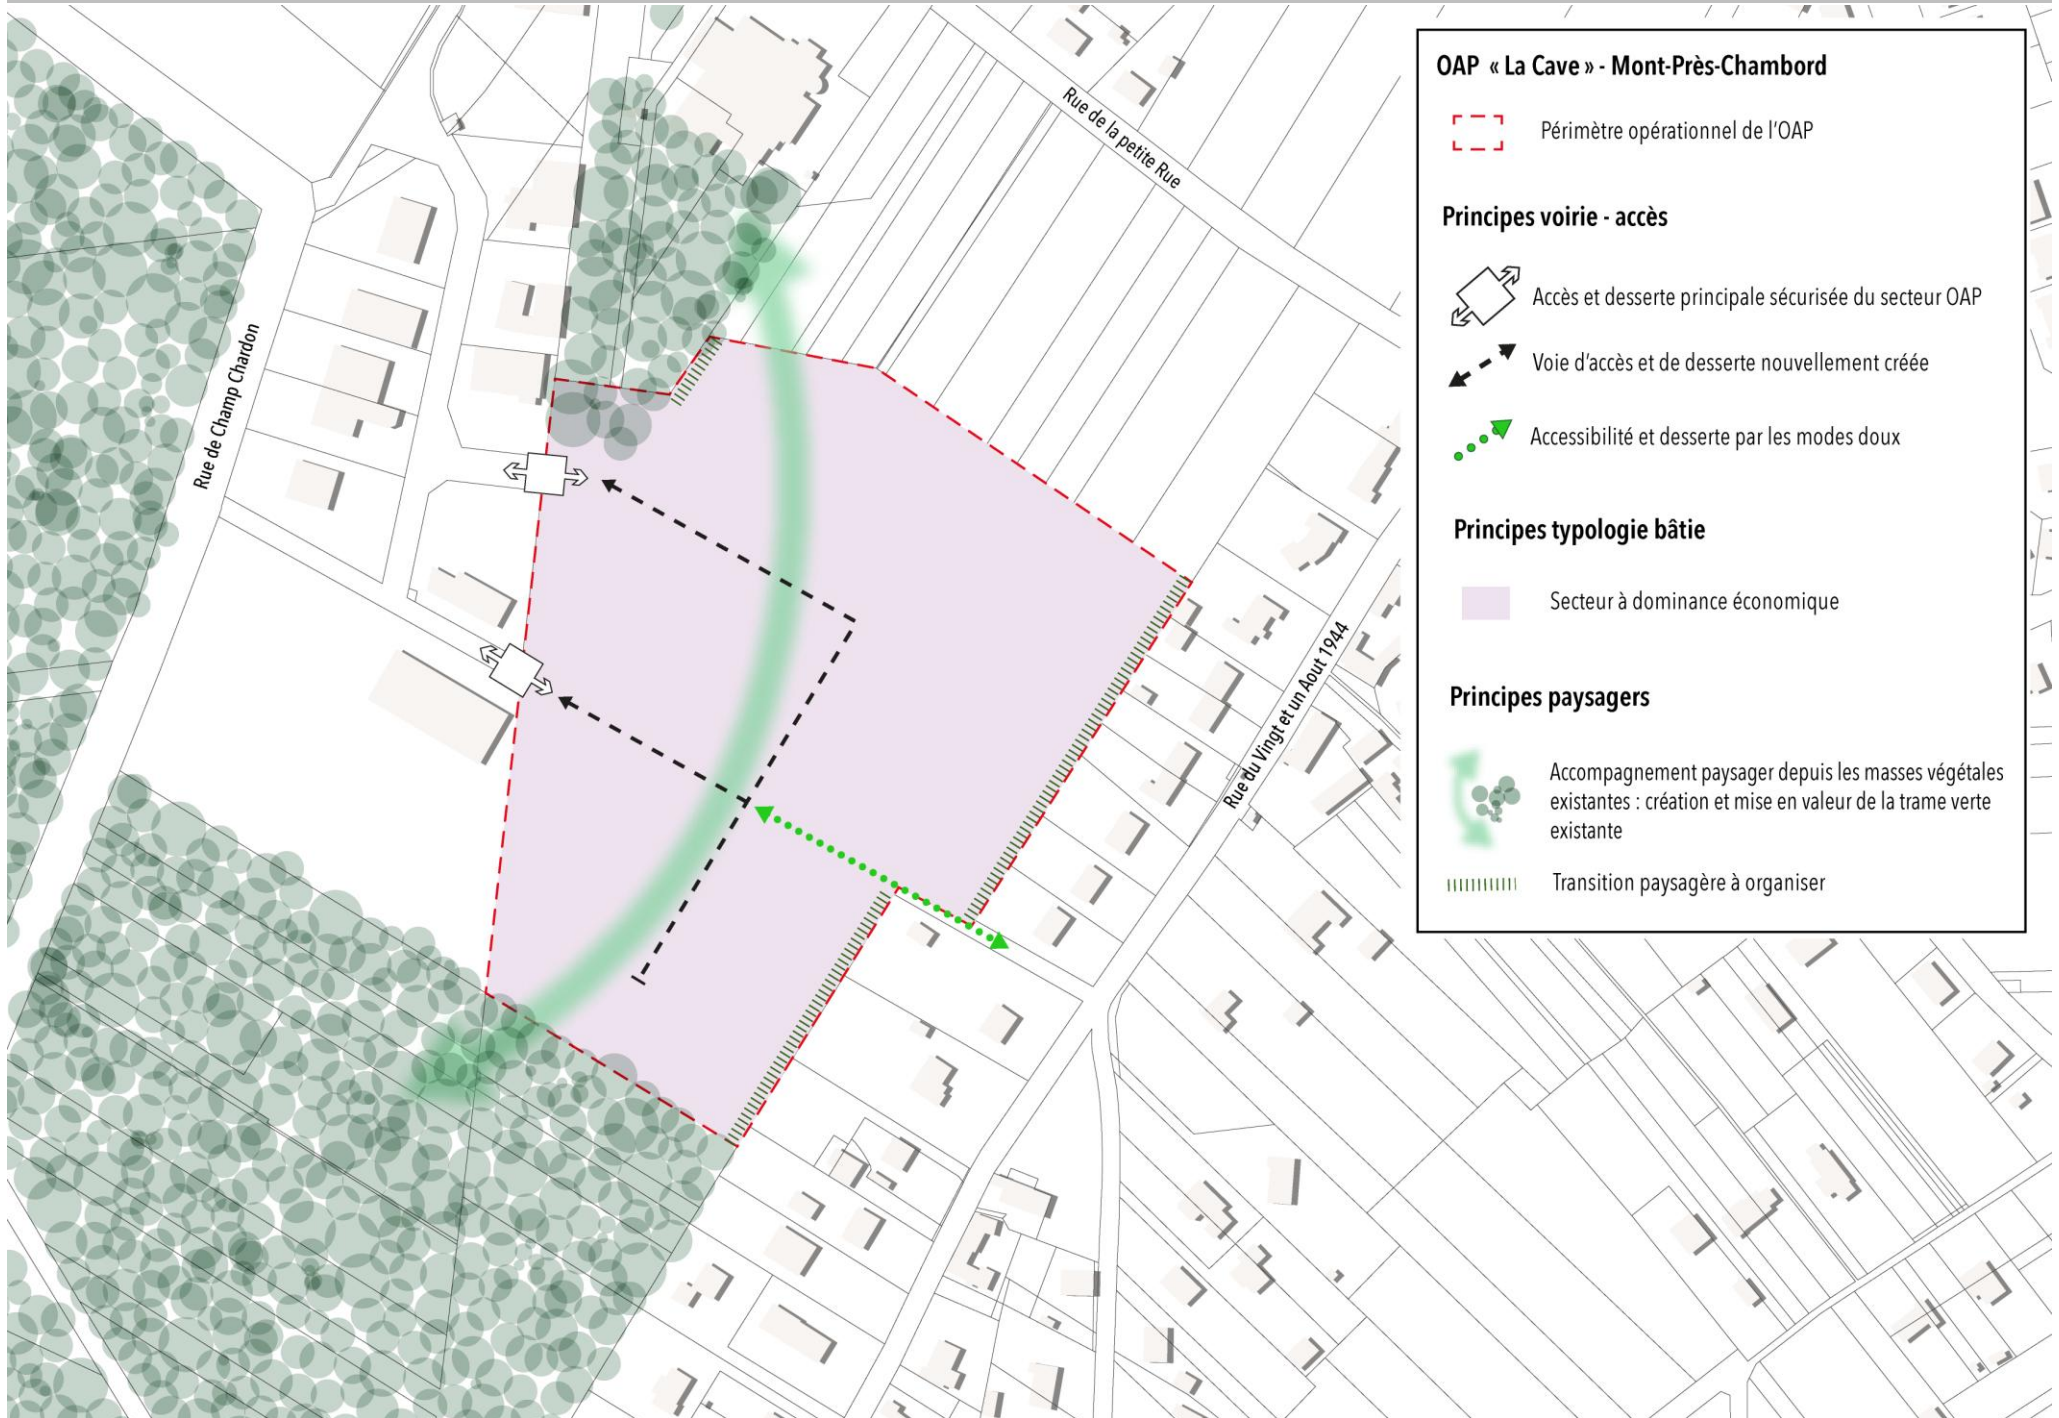 OAP « La Cave » - Mont-Près-Chambord
Périmètre opérationnel de l'OAP
Principes voirie - accès
Accès et desserte principale sécurisée du secteur OAP
Voie d'accès et de desserte nouvellement créée
Accessibilité et desserte par les modes doux
Principes typologie bâtie
Secteur à dominance économique
Principes paysagers
Accompagnement paysager depuis les masses végétales
existantes : création et mise en valeur de la trame verte
existante
Transition paysagère à organiser
Rue de la petite Rue
Rue de Champ Chardon
Rue du Vingt et un Aout 1944